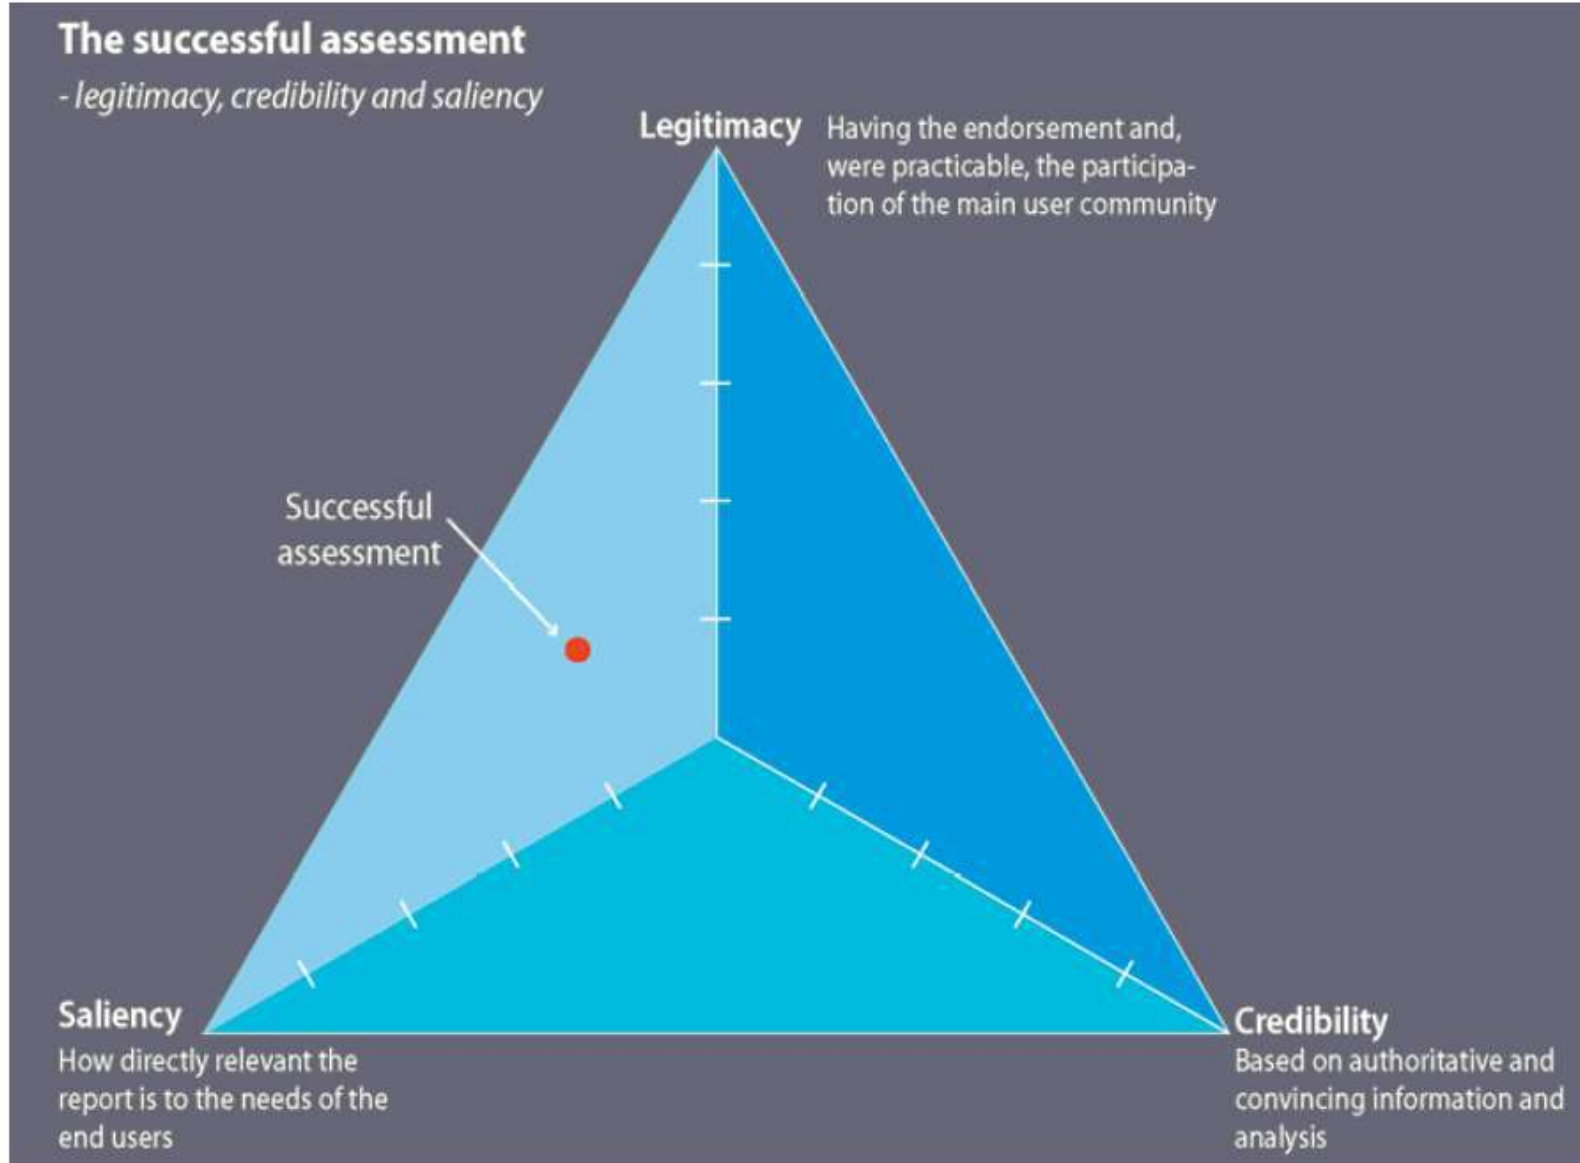 The successful assessment
- legitimacy, credibility and saliency
Legitimacy
Having the endorsement and,
were practicable, the participa-
tion of the main user community
Successful
assessment
Saliency
How directly relevant the
report is to the needs of the
end users
Credibility
Based on authoritative and
convincing information and
analysis